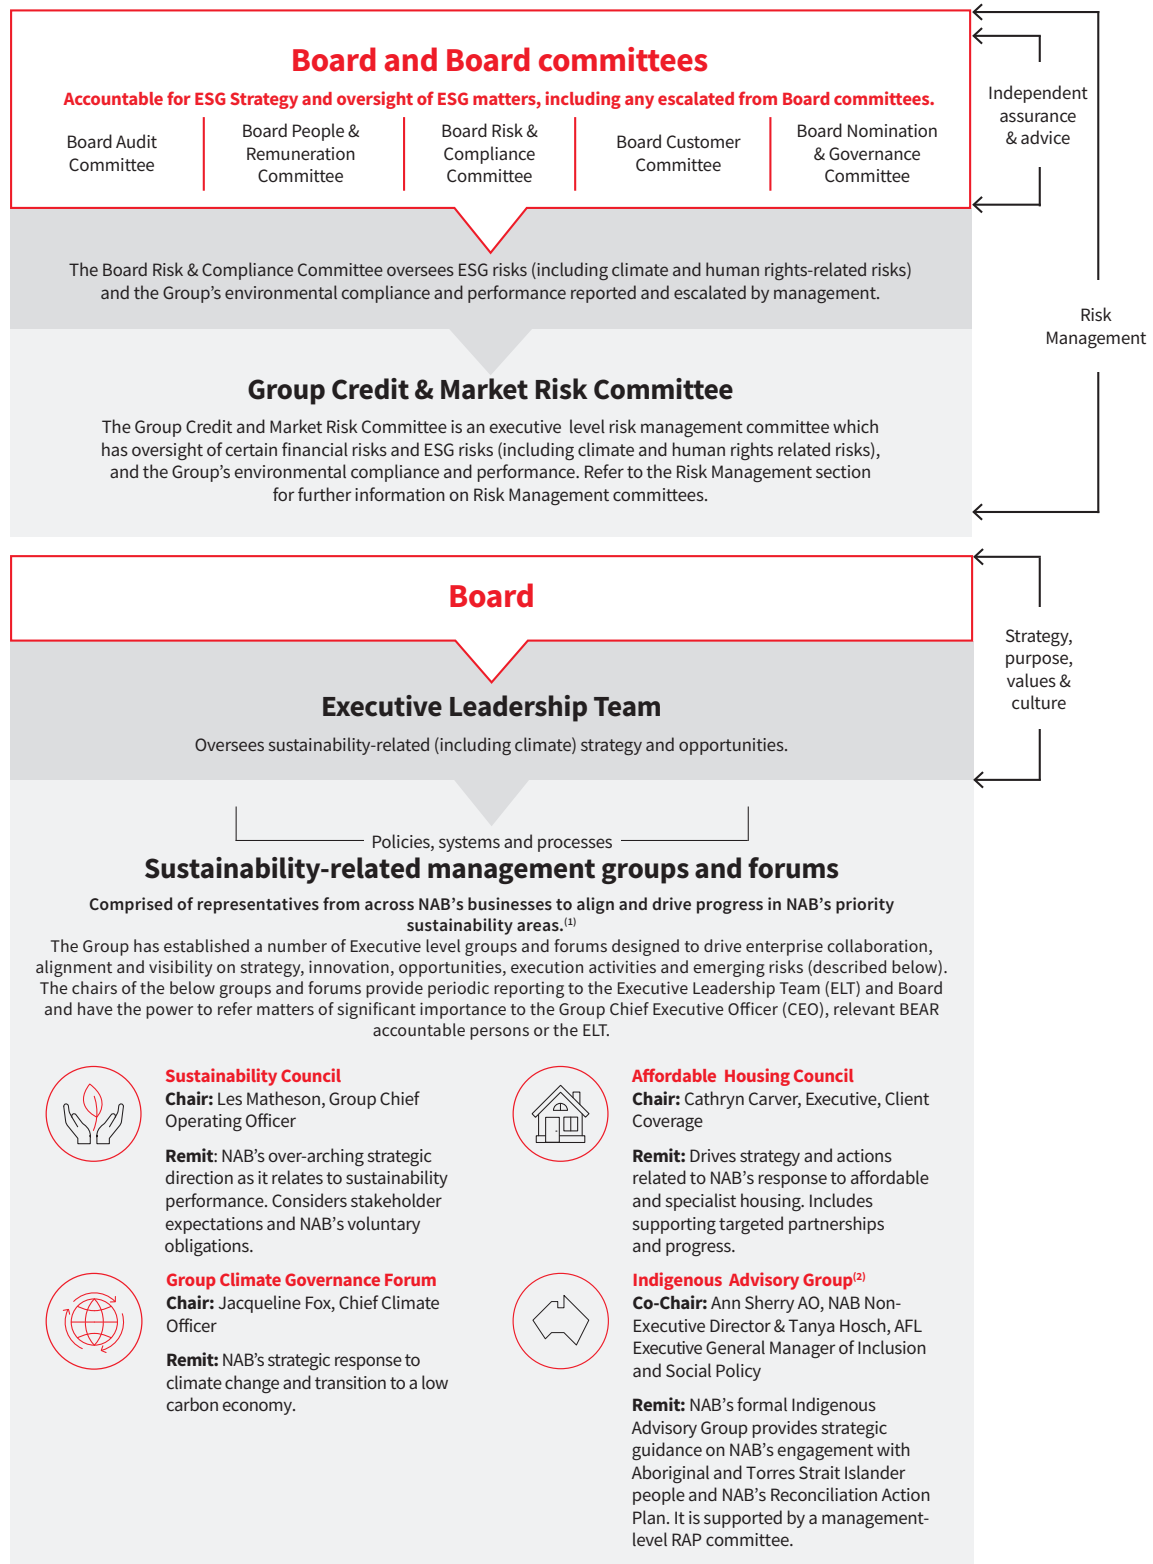 Board and Board committees
Accountable for ESG Strategy and oversight of ESG matters, including any escalated from Board committees.
Board Audit
Committee
Board People &
Remuneration
Committee
Board Risk &
Compliance
Committee
Board Customer
Committee
Board Nomination
& Governance
Committee
Independent
assurance
& advice
The Board Risk & Compliance Committee oversees ESG risks (including climate and human rights-related risks)
and the Group's environmental compliance and performance reported and escalated by management.
Risk
Management
Group Credit & Market Risk Committee
The Group Credit and Market Risk Committee is an executive level risk management committee which
has oversight of certain financial risks and ESG risks (including climate and human rights related risks),
and the Group's environmental compliance and performance. Refer to the Risk Management section
for further information on Risk Management committees.
Board
Strategy,
purpose,
values &
culture
Executive Leadership Team
Oversees sustainability-related (including climate) strategy and opportunities.
Policies, systems and processes
Sustainability-related management groups and forums
Comprised of representatives from across NAB's businesses to align and drive progress in NAB's priority
sustainability areas.(1)
The Group has established a number of Executive level groups and forums designed to drive enterprise collaboration,
alignment and visibility on strategy, innovation, opportunities, execution activities and emerging risks (described below).
The chairs of the below groups and forums provide periodic reporting to the Executive Leadership Team (ELT) and Board
and have the power to refer matters of significant importance to the Group Chief Executive Officer (CEO), relevant BEAR
accountable persons or the ELT.
Sustainability Council
Chair: Les Matheson, Group Chief
Operating Officer
Remit: NAB's over-arching strategic
direction as it relates to sustainability
performance. Considers stakeholder
expectations and NAB's voluntary
obligations.
Affordable Housing Council
Chair: Cathryn Carver, Executive, Client
Coverage
Remit: Drives strategy and actions
related to NAB's response to affordable
and specialist housing. Includes
supporting targeted partnerships
and progress.
Group Climate Governance Forum
Chair: Jacqueline Fox, Chief Climate
Officer
Remit: NAB's strategic response to
climate change and transition to a low
carbon economy.
Indigenous Advisory Group(2)
Co-Chair: Ann Sherry AO, NAB Non-
Executive Director & Tanya Hosch, AFL
Executive General Manager of Inclusion
and Social Policy
Remit: NAB's formal Indigenous
Advisory Group provides strategic
guidance on NAB's engagement with
Aboriginal and Torres Strait Islander
people and NAB's Reconciliation Action
Plan. It is supported by a management-
level RAP committee.